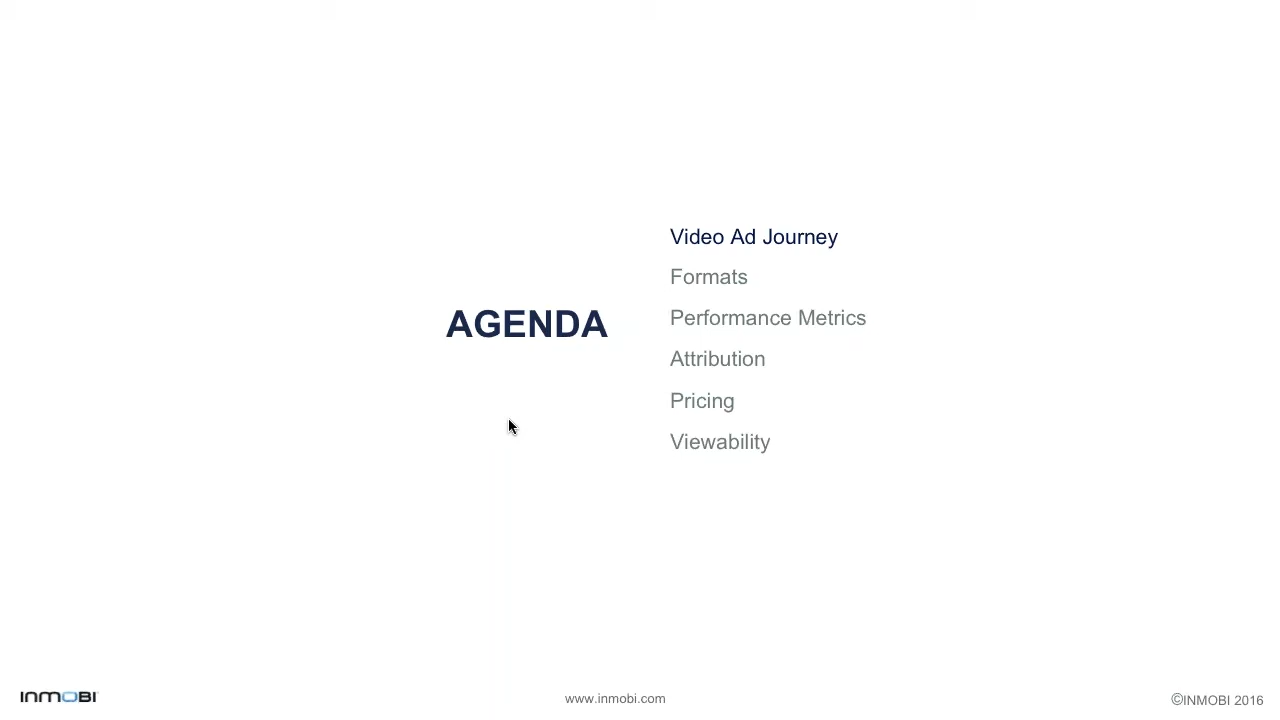 Video Ad Journey
Formats
AGENDA
Performance Metrics
Attribution
Pricing
Viewability
INMOBI
www.inmobi.com
©INMOBI 2016